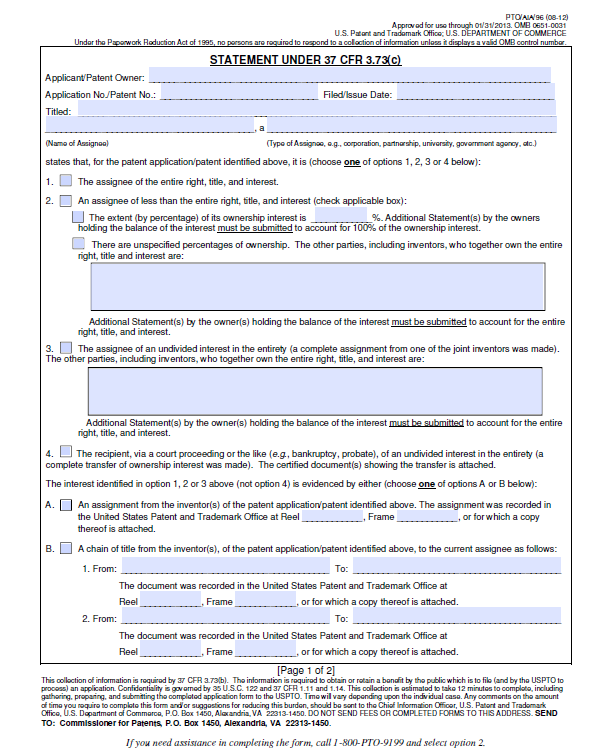 PTO/AIA/96 (08-12)
Approved for use through 01/31/2013. OMB 0651-0031
U.S. Patent and Trademark Office; U.S. DEPARTMENT OF COMMERCE
Under the Paperwork Reduction Act of 1995, no persons are required to respond to a collection of information unless it displays a valid OMB control number.
STATEMENT UNDER 37 CFR 3.73(c)
Applicant/Patent Owner:
Application No./Patent No.: Filed/Issue Date:
Titled:
, a
(Name of Assignee) (Type of Assignee, e.g., corporation, partnership, university, government agency, etc.)
states that, for the patent application/patent identified above, it is (choose one of options 1, 2, 3 or 4 below):
1. The assignee of the entire right, title, and interest.
2. An assignee of less than the entire right, title, and interest (check applicable box):
The extent (by percentage) of its ownership interest is %. Additional Statement(s) by the owners
holding the balance of the interest must be submitted to account for 100% of the ownership interest.
There are unspecified percentages of ownership. The other parties, including inventors, who together own the entire
right, title and interest are:
Additional Statement(s) by the owner(s) holding the balance of the interest must be submitted to account for the entire
right, title, and interest.
3. The assignee of an undivided interest in the entirety (a complete assignment from one of the joint inventors was made).
The other parties, including inventors, who together own the entire right, title, and interest are:
Additional Statement(s) by the owner(s) holding the balance of the interest must be submitted to account for the entire
right, title, and interest.
4. The recipient, via a court proceeding or the like (e.g., bankruptcy, probate), of an undivided interest in the entirety (a
complete transfer of ownership interest was made). The certified document(s) showing the transfer is attached.
The interest identified in option 1, 2 or 3 above (not option 4) is evidenced by either (choose one of options A or B below):
A. An assignment from the inventor(s) of the patent application/patent identified above. The assignment was recorded in
the United States Patent and Trademark Office at Reel , Frame , or for which a copy
thereof is attached.
B. A chain of title from the inventor(s), of the patent application/patent identified above, to the current assignee as follows:
1. From: To:
The document was recorded in the United States Patent and Trademark Office at
Reel , Frame , or for which a copy thereof is attached.
2. From: To:
The document was recorded in the United States Patent and Trademark Office at
Reel , Frame , or for which a copy thereof is attached.
[Page 1 of 2]
This collection of information is required by 37 CFR 3.73(b). The information is required to obtain or retain a benefit by the public which is to file (and by the USPTO to
process) an application. Confidentiality is governed by 35 U.S.C. 122 and 37 CFR 1.11 and 1.14. This collection is estimated to take 12 minutes to complete, including
gathering, preparing, and submitting the completed application form to the USPTO. Time will vary depending upon the individual case. Any comments on the amount
of time you require to complete this form and/or suggestions for reducing this burden, should be sent to the Chief Information Officer, U.S. Patent and Trademark
Office, U.S. Department of Commerce, P.O. Box 1450, Alexandria, VA 22313-1450. DO NOT SEND FEES OR COMPLETED FORMS TO THIS ADDRESS. SEND
TO: Commissioner for Patents, P.O. Box 1450, Alexandria, VA 22313-1450.
If you need assistance in completing the form, call 1-800-PTO-9199 and select option 2.